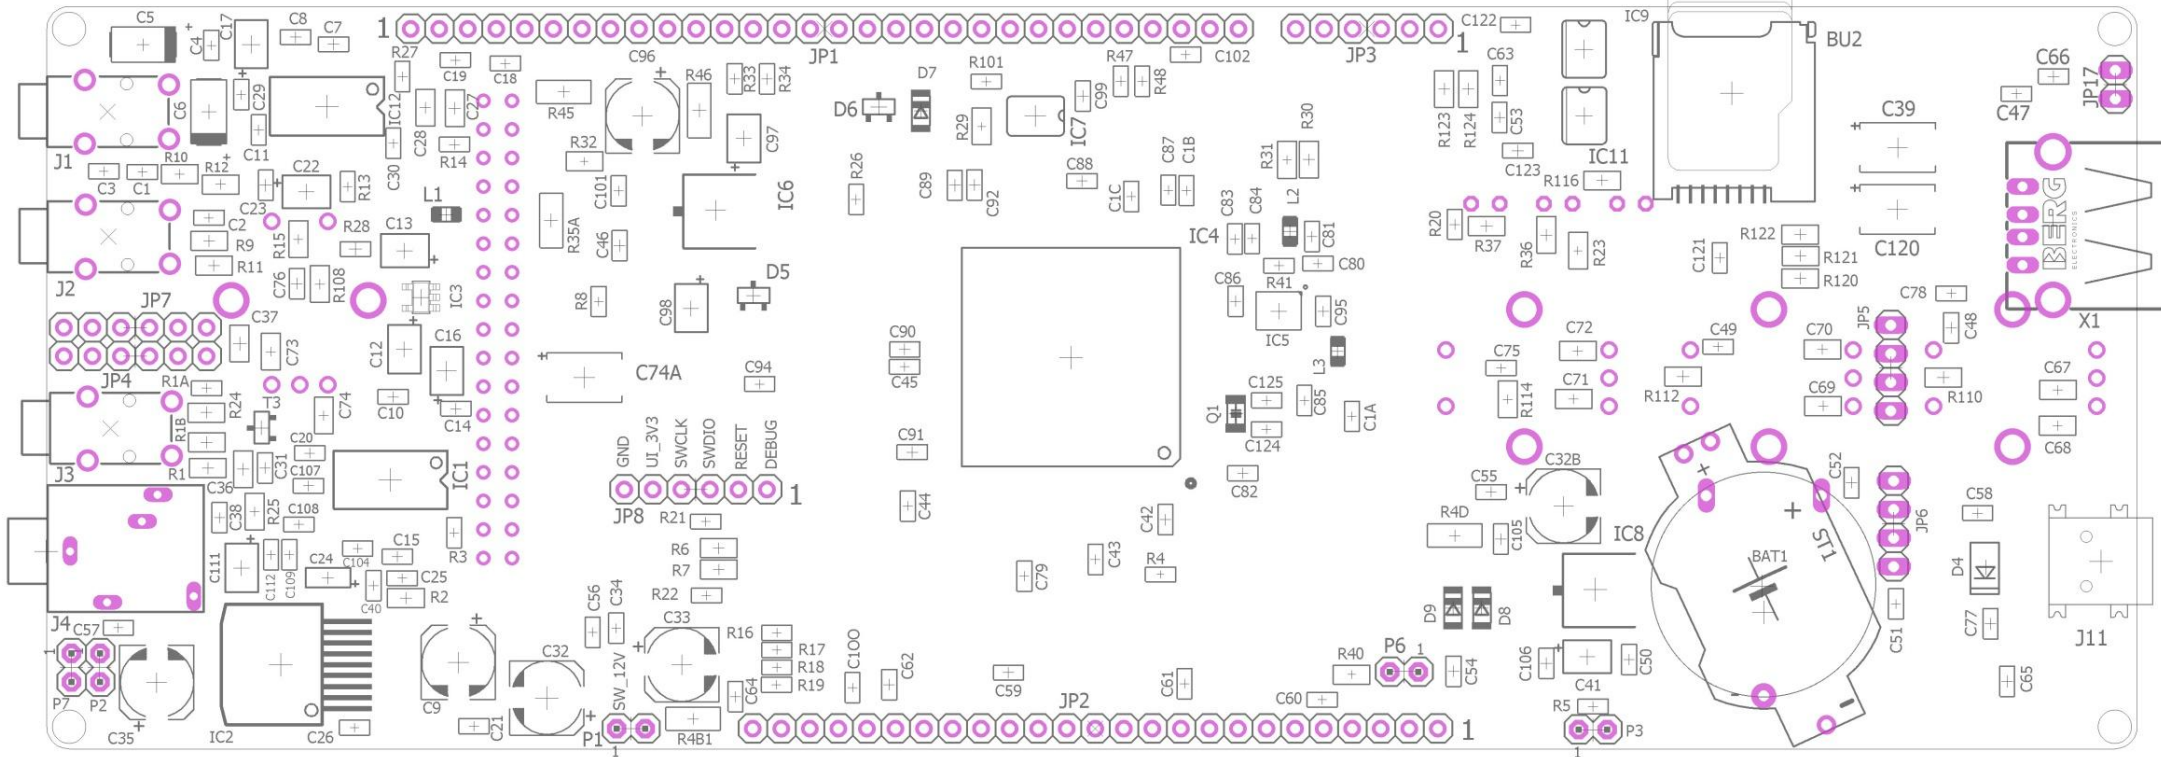 C5
C4
C17
C8
C7
1
R27
C19
C18
C96
R46
R33
R34
JP1
D7
R101
R47
R48
C102
JP3
1
C122
C63
IC9
BU2
C66
JP17
C47
J1
C6
C29
IC12
C28
C27
R45
R32
C97
D6
R29
IC7
C99
R31
R30
R123
R124
C53
IC11
C123
R116
C39
C3
C1
R10
R12
C11
C22
R13
C30
R14
L1
C101
IC6
R26
C89
C92
C88
C87
C1B
C1C
C83
C84
L2
R20
R37
R36
R23
BERG
ELECTRONICS
C23
C2
R9
R11
R15
R28
C13
R35A
C46
IC4
C81
C80
C121
R122
R121
R120
C120
J2
C76
R108
IC3
R8
C98
D5
C86
R41
IC5
C95
C78
C48
X1
JP7
C37
C73
C12
C16
C74A
C94
C90
C45
L3
C75
C72
C49
C70
JP5
JP4
R1A
R24
R1B
T3
C74
C10
C14
Q1
C125
C124
C85
C1A
R114
C71
R112
C69
R110
C67
C68
J3
R1
C36
C31
C20
C107
IC1
GND
UI_3V3
SWCLK
SWDIO
RESET
DEBUG
1
JP8
C91
C44
C82
C42
C55
C32B
C52
C58
JP6
C38
R25
C108
C111
C112
C109
C104
C15
C24
C40
C25
R2
R3
R21
R6
R7
R22
C79
C43
R4
R4D
C105
IC8
ST1
BAT1
D4
C77
C51
J11
J4
C57
1
1
P7
P2
C35
IC2
C26
C9
C21
C32
C56
C34
SW_12V
P1
1
C33
R4B1
C64
R16
R17
R18
R19
C100
C62
C59
JP2
C61
C60
R40
P6
1
C54
1
D9
D8
C106
C41
C50
R5
P3
1
C65